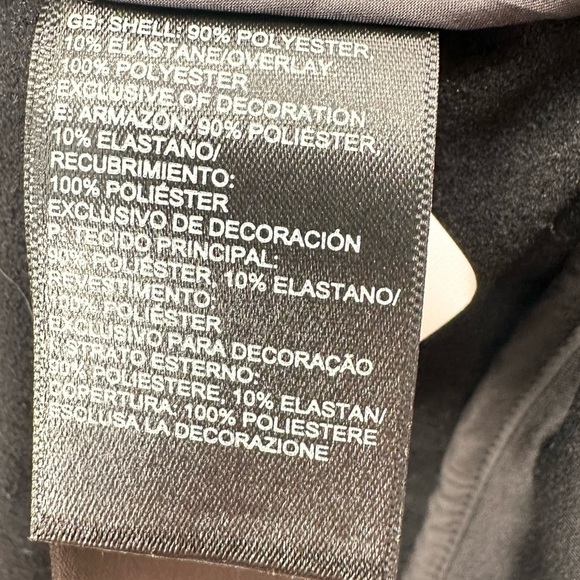 GB: SHELL: 90% POLYESTER,
10% ELASTANE/OVERLAY:
100% POLYESTER
EXCLUSIVE OF DECORATION
E: ARMAZÓN: 90% POLIÉSTER,
10% ELASTANO/
RECUBRIMIENTO:
100% POLIÉSTER
EXCLUSIVO DE DECORACIÓN
P: TECIDO PRINCIPAL:
90% POLIÉSTER, 10% ELASTANO/
REVESTIMENTO:
100% POLIÉSTER
EXCLUSIVO PARA DECORAÇÃO
I: STRATO ESTERNO:
90% POLIESTERE, 10% ELASTAN/
COPERTURA: 100% POLIESTERE
ESCLUSA LA DECORAZIONE